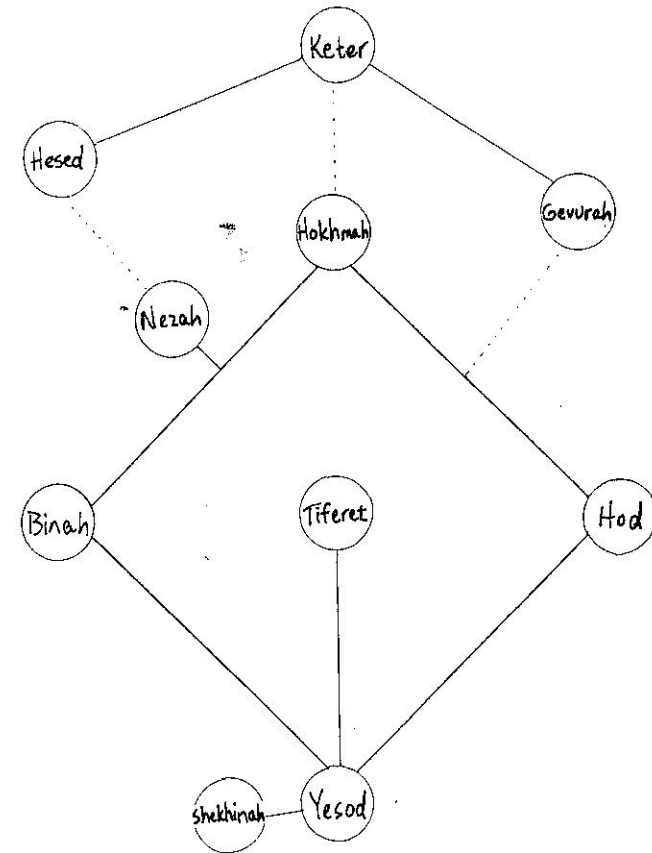 Keter
Hesed
Gevurah
Hokhmah
Nezah
Binah
Tiferet
Hod
Shekhinah
Yesod